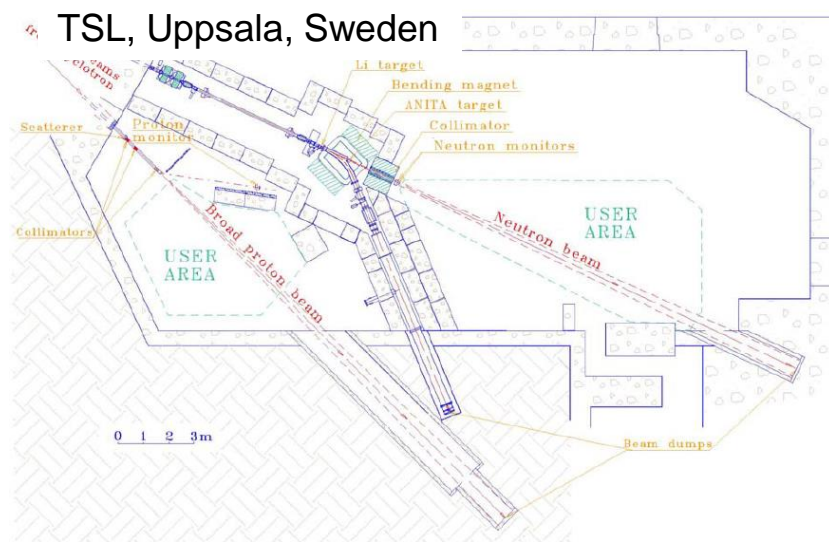 TSL, Uppsala, Sweden
Li target
Bending magnet
ANITA target
Collimator
Neutron monitors
Scatterer
Proton
monitor
Collimators
USER
AREA
Broad proton beam
USER
AREA
Neutron beam
0 1 2 3m
Beam dumps